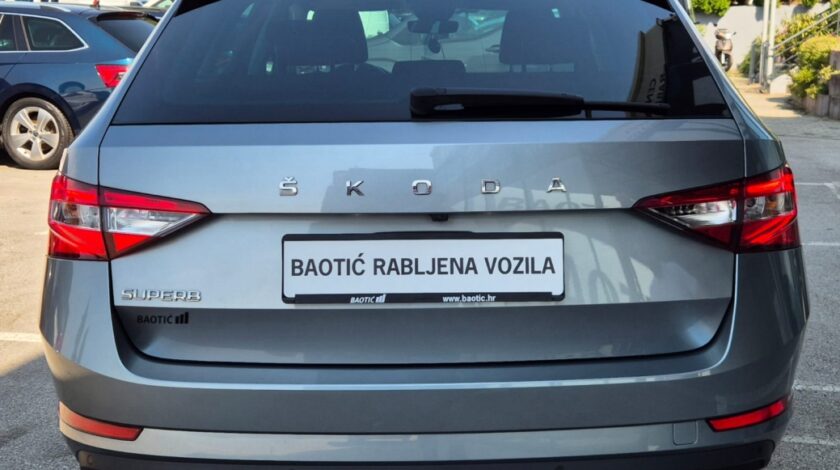 ŠKODA
BAOTIĆ RABLJENA VOZILA
BAOTIĆ www.baotic.hr
SUPERB
BAOTIĆ